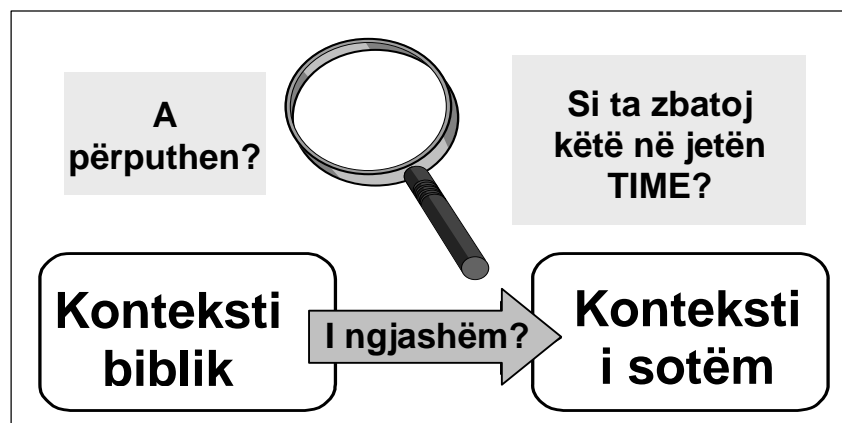 A
përputhen?
Si ta zbatoj
këtë në jetën
TIME?
Konteksti
biblik
I ngjashëm?
Konteksti
i sotëm